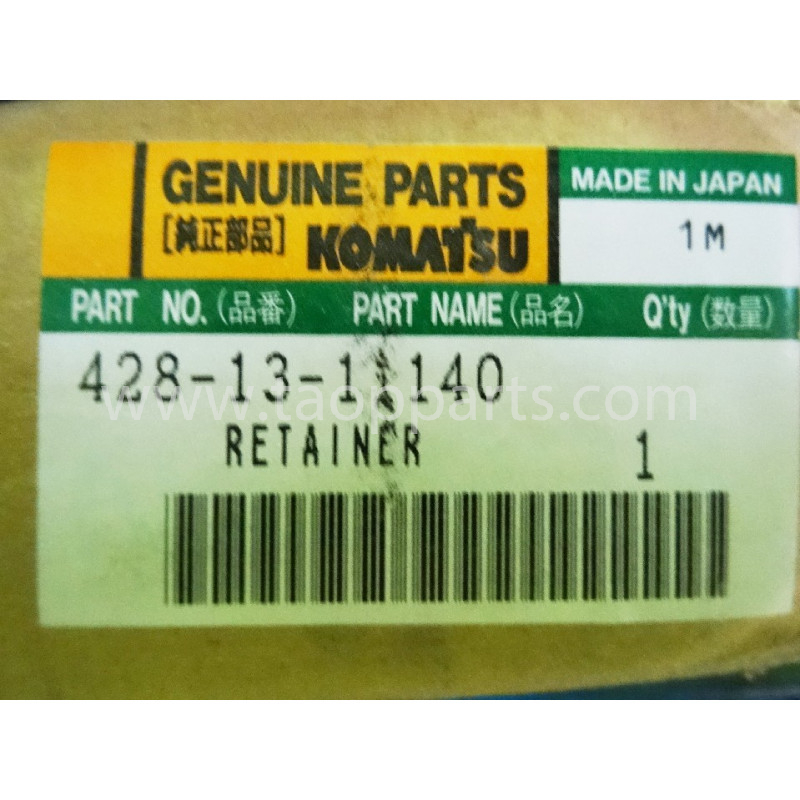 GENUINE PARTS
[純正部品] KOMATSU
MADE IN JAPAN
1M
PART NO.(品番) PART NAME(品名) Q'ty(数量)
428-13-11140
www.taopparts.com
RETAINER 1